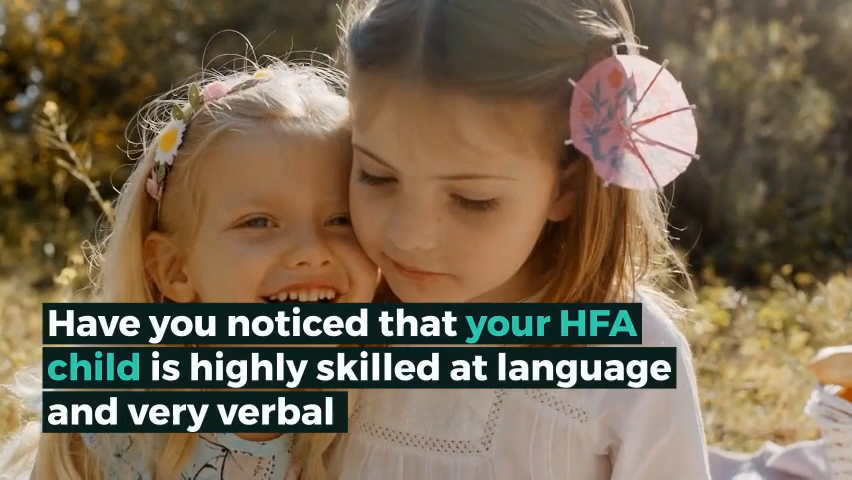 Have you noticed that your HFA
child is highly skilled at language
and very verbal